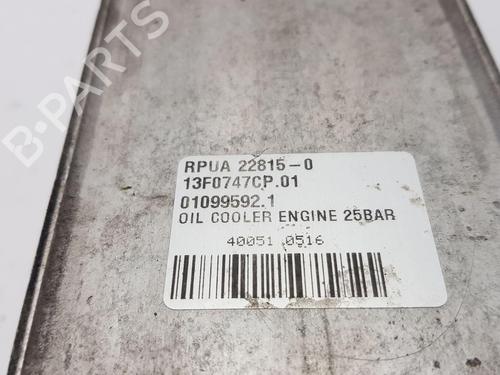 B-PARTS
RPUA 22815-0
13F0747CP.01
01099592.1
OIL COOLER ENGINE 25BAR
40051 0516